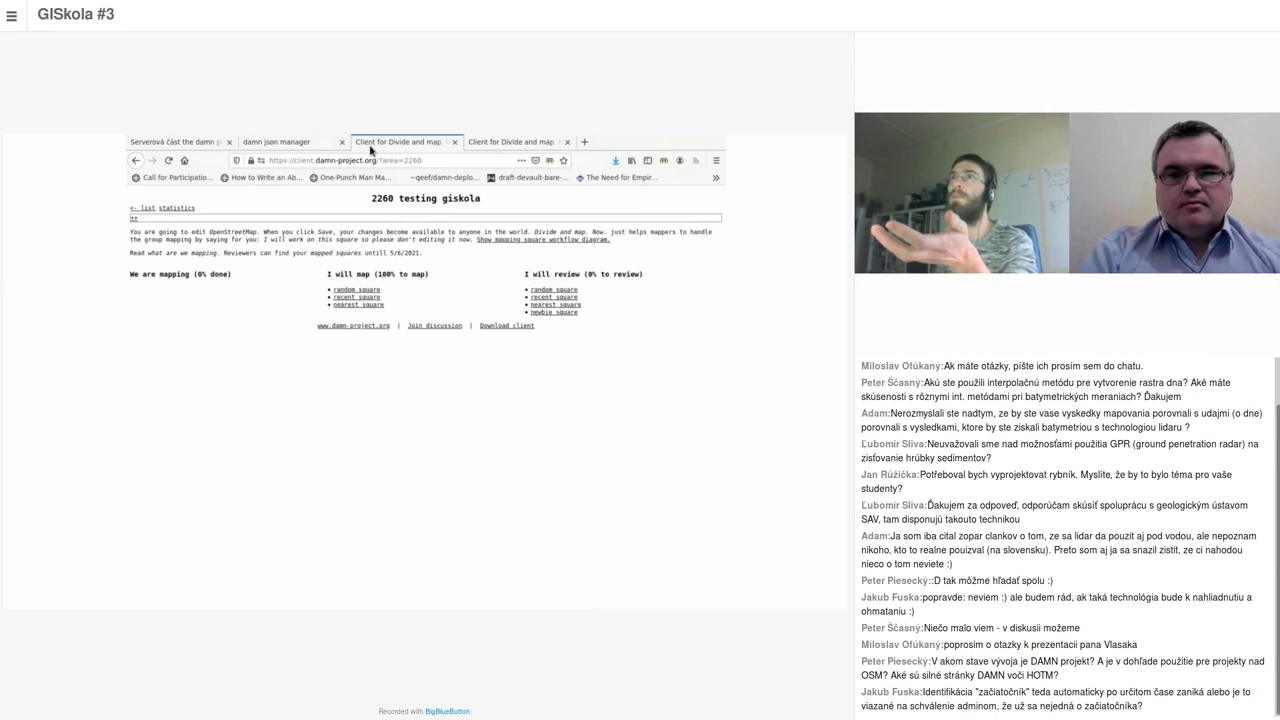 GISkola #3
Serverová část the damn p
damn json manager
Client for Divide and map.
Client for Divide and map.
https://client.damn-project.org/?area=2260
Call for Participatio... How to Write an Ab... One-Punch Man Ma... ~qeef/damn-deplo... draft-devault-bare-... The Need for Empir...
2260 testing giskola
<- list statistics
++
You are going to edit OpenStreetMap. When you click Save, your changes become available to anyone in the world. Divide and map. Now. just helps mappers to handle
the group mapping by saying for you: I will work on this square so please don't editing it now. Show mapping square workflow diagram.
Read what are we mapping. Reviewers can find your mapped squares untill 5/6/2021.
We are mapping (0% done)
I will map (100% to map)
random square
recent square
nearest square
I will review (0% to review)
random square
recent square
nearest square
newbie square
www.damn-project.org | Join discussion | Download client
Miloslav Ofúkaný:Ak máte otázky, píšte ich prosím sem do chatu.
Peter Ščasný:Akú ste použili interpolačnú metódu pre vytvorenie rastra dna? Aké máte
skúsenosti s rôznymi int. metódami pri batymetrických meraniach? Ďakujem
Adam:Nerozmyslali ste nadtym, ze by ste vase vyskedky mapovania porovnali s udajmi (o dne)
porovnali s vysledkami, ktore by ste ziskali batymetriou s technologiou lidaru ?
Ľubomír Sliva:Neuvažovali sme nad možnosťami použitia GPR (ground penetration radar) na
zisťovanie hrúbky sedimentov?
Jan Růžička:Potřeboval bych vyprojektovat rybník. Myslíte, že by to bylo téma pro vaše
studenty?
Ľubomír Sliva:Ďakujem za odpoveď, odporúčam skúsiť spoluprácu s geologickým ústavom
SAV, tam disponujú takouto technikou
Adam:Ja som iba cital zopar clankov o tom, ze sa lidar da pouzit aj pod vodou, ale nepoznam
nikoho, kto to realne pouizval (na slovensku). Preto som aj ja sa snazil zistit, ze ci nahodou
nieco o tom neviete :)
Peter Piesecký::D tak môžme hľadať spolu :)
Jakub Fuska:popravde: neviem :) ale budem rád, ak taká technológia bude k nahliadnutiu a
ohmataniu :)
Peter Ščasný:Niečo malo viem - v diskusii možeme
Miloslav Ofúkaný:poprosim o otazky k prezentacii pana Vlasaka
Peter Piesecký:V akom stave vývoja je DAMN projekt? A je v dohľade použitie pre projekty nad
OSM? Aké sú silné stránky DAMN voči HOTM?
Jakub Fuska:Identifikácia "začiatočník" teda automaticky po určitom čase zaniká alebo je to
viazané na schválenie adminom, že už sa nejedná o začiatočníka?
Recorded with BigBlueButton.